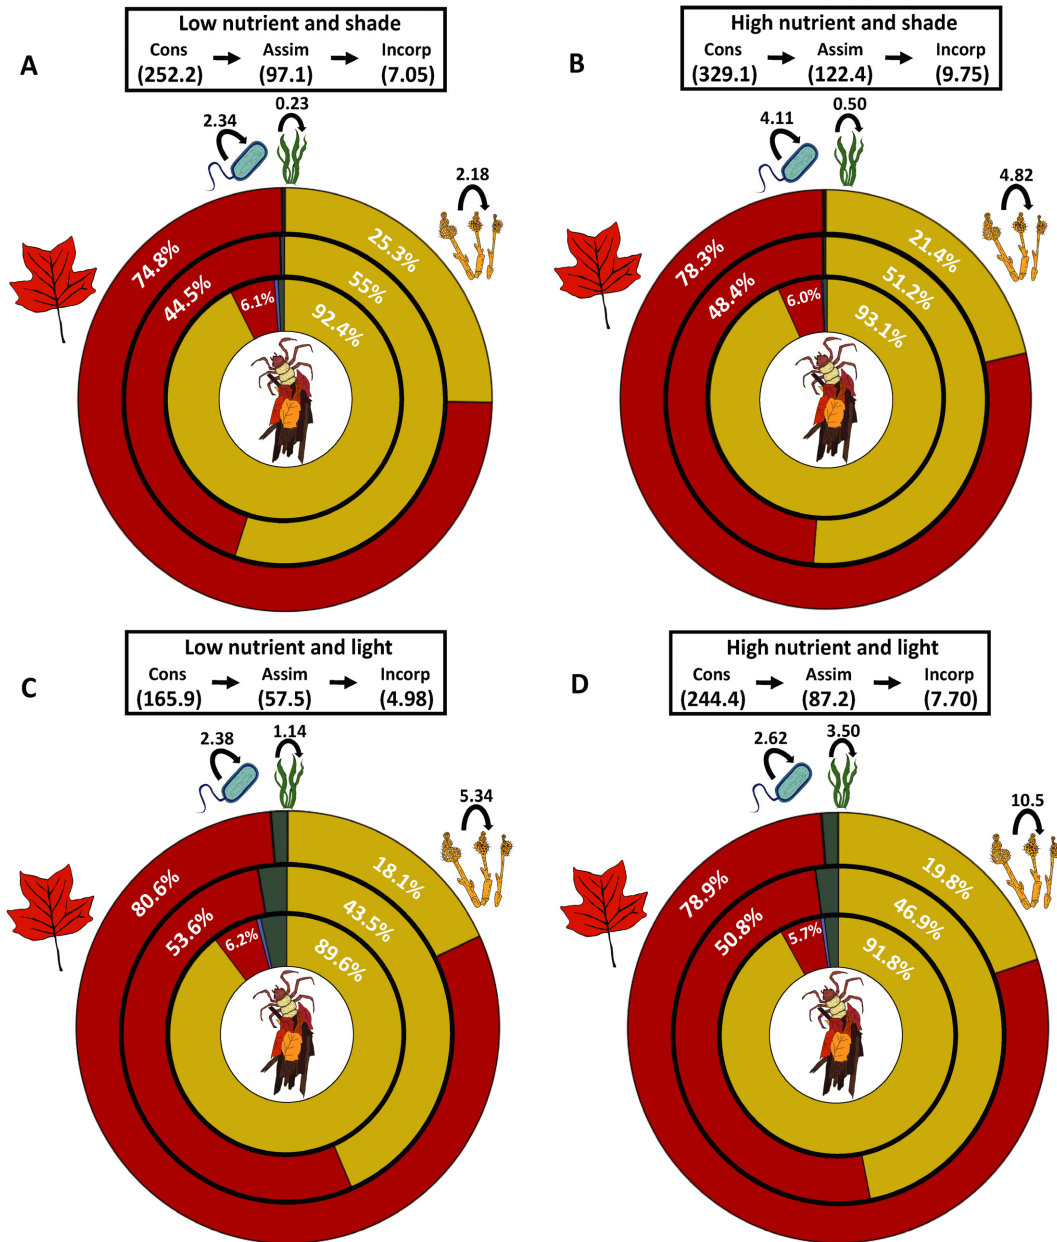 A
Low nutrient and shade
Cons Assim Incorp
(252.2) (97.1) (7.05)
2.34
0.23
2.18
74.8%
25.3%
44.5%
55%
6.1%
92.4%
B
High nutrient and shade
Cons Assim Incorp
(329.1) (122.4) (9.75)
4.11
0.50
4.82
78.3%
21.4%
48.4%
51.2%
6.0%
93.1%
C
Low nutrient and light
Cons Assim Incorp
(165.9) (57.5) (4.98)
2.38
1.14
5.34
80.6%
18.1%
53.6%
43.5%
6.2%
89.6%
D
High nutrient and light
Cons Assim Incorp
(244.4) (87.2) (7.70)
2.62
3.50
10.5
78.9%
19.8%
50.8%
46.9%
5.7%
91.8%